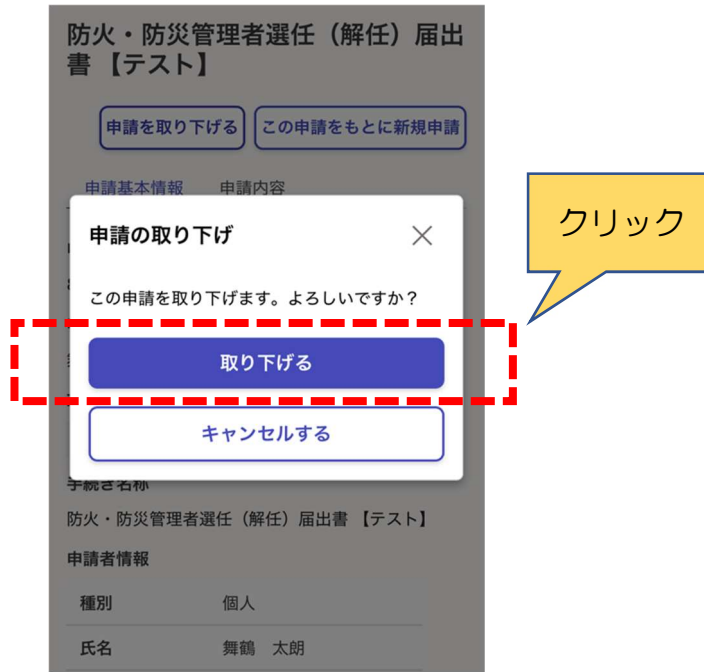 防火・防災管理者選任（解任）届出
書 【テスト】
申請を取り下げる
この申請をもとに新規申請
申請基本情報
申請内容
申請の取り下げ
クリック
この申請を取り下げます。よろしいですか？
取り下げる
キャンセルする
手続き名称
防火・防災管理者選任（解任）届出書 【テスト】
申請者情報
種別
個人
氏名
舞鶴　太朗